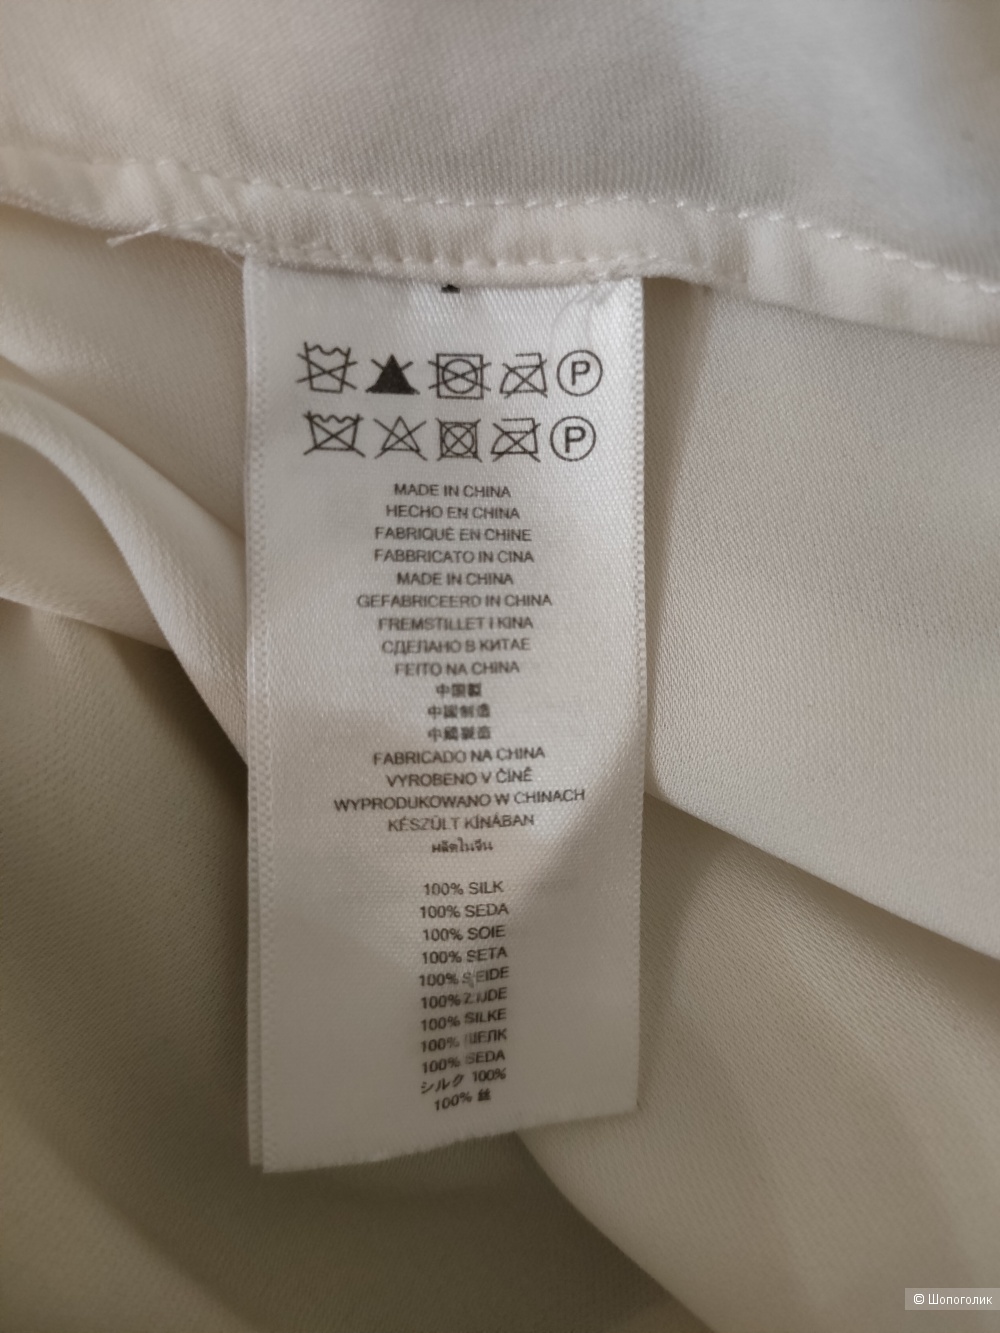 P
P
MADE IN CHINA
HECHO EN CHINA
FABRIQUÉ EN CHINE
FABBRICATO IN CINA
MADE IN CHINA
GEFABRICEERD IN CHINA
FREMSTILLET I KINA
СДЕЛАНО В КИТАЕ
FEITO NA CHINA
中国製
中国制造
中國製造
FABRICADO NA CHINA
VYROBENO V ČÍNĚ
WYPRODUKOWANO W CHINACH
KÉSZÜLT KÍNÁBAN
ผลิตในจีน
100% SILK
100% SEDA
100% SOIE
100% SETA
100% SEIDE
100% ZIJDE
100% SILKE
100% ШЕЛК
100% SEDA
シルク 100%
100% 絲
© Шопоголик